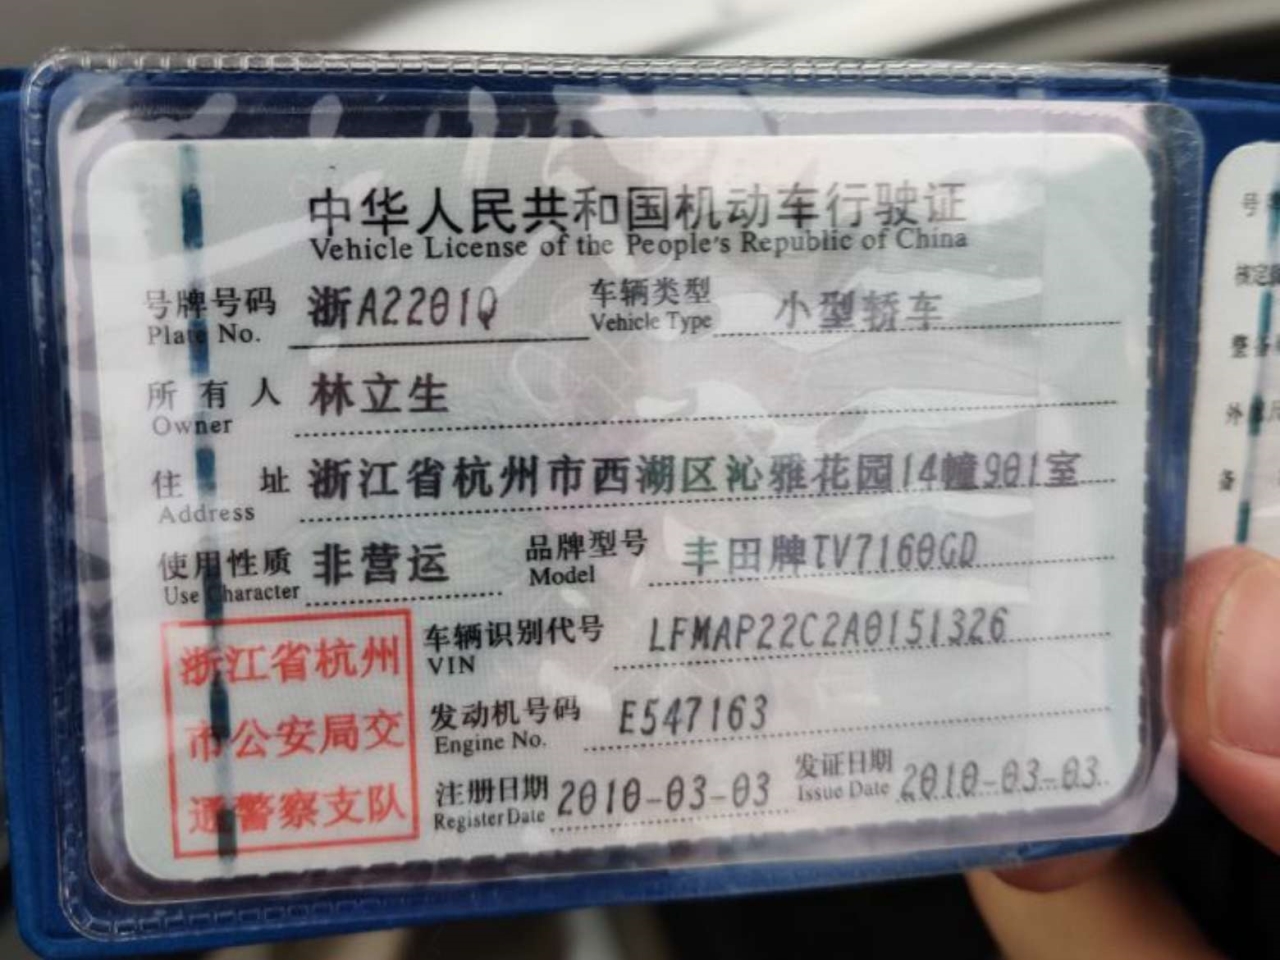 中华人民共和国机动车行驶证
Vehicle License of the People's Republic of China
号牌号码 浙A2201Q 车辆类型 小型轿车
Plate No. Vehicle Type
所有人 林立生
Owner
住址 浙江省杭州市西湖区沁雅花园14幢901室
Address
使用性质 非营运 品牌型号 丰田牌TV7160GD
Use Character Model
浙江省杭州
市公安局交
通警察支队
车辆识别代号 LFMAP22C2A0151326
VIN
发动机号码 E547163
Engine No.
注册日期 2010-03-03 发证日期 2010-03-03
Register Date Issue Date
号
核定
整备
外
备